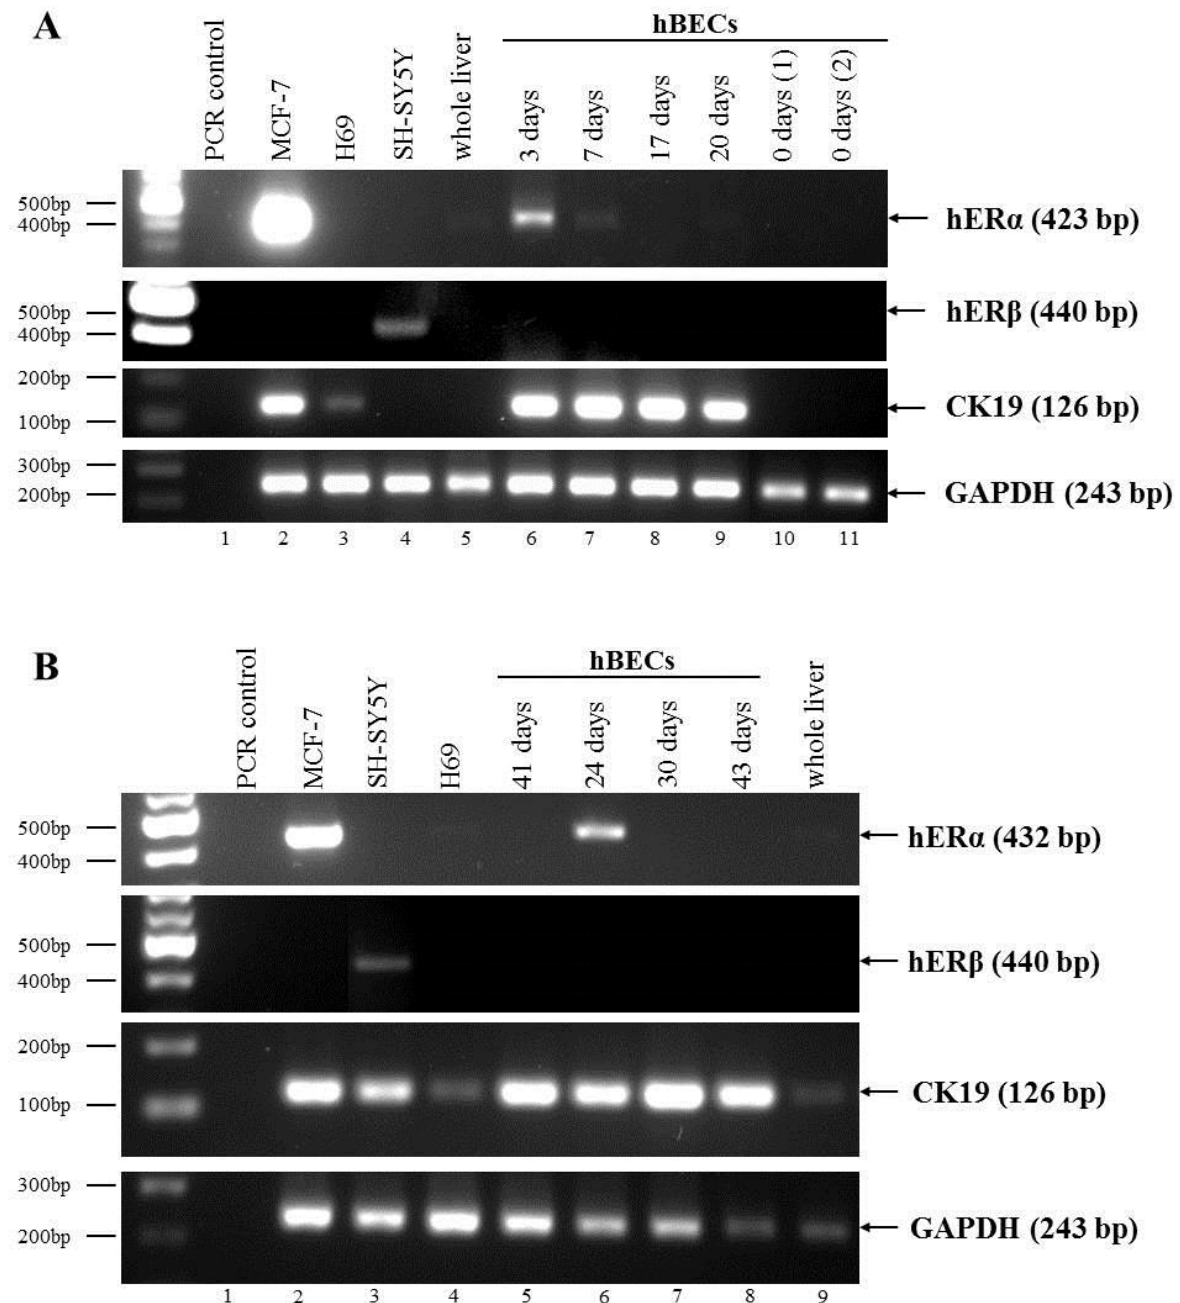 A
hBECs
PCR control
MCF-7
H69
SH-SY5Y
whole liver
3 days
7 days
17 days
20 days
0 days (1)
0 days (2)
500bp
400bp
hERα (423 bp)
500bp
400bp
hERβ (440 bp)
200bp
100bp
CK19 (126 bp)
300bp
200bp
GAPDH (243 bp)
1 2 3 4 5 6 7 8 9 10 11
B
hBECs
PCR control
MCF-7
SH-SY5Y
H69
41 days
24 days
30 days
43 days
whole liver
500bp
400bp
hERα (432 bp)
500bp
400bp
hERβ (440 bp)
200bp
100bp
CK19 (126 bp)
300bp
200bp
GAPDH (243 bp)
1 2 3 4 5 6 7 8 9